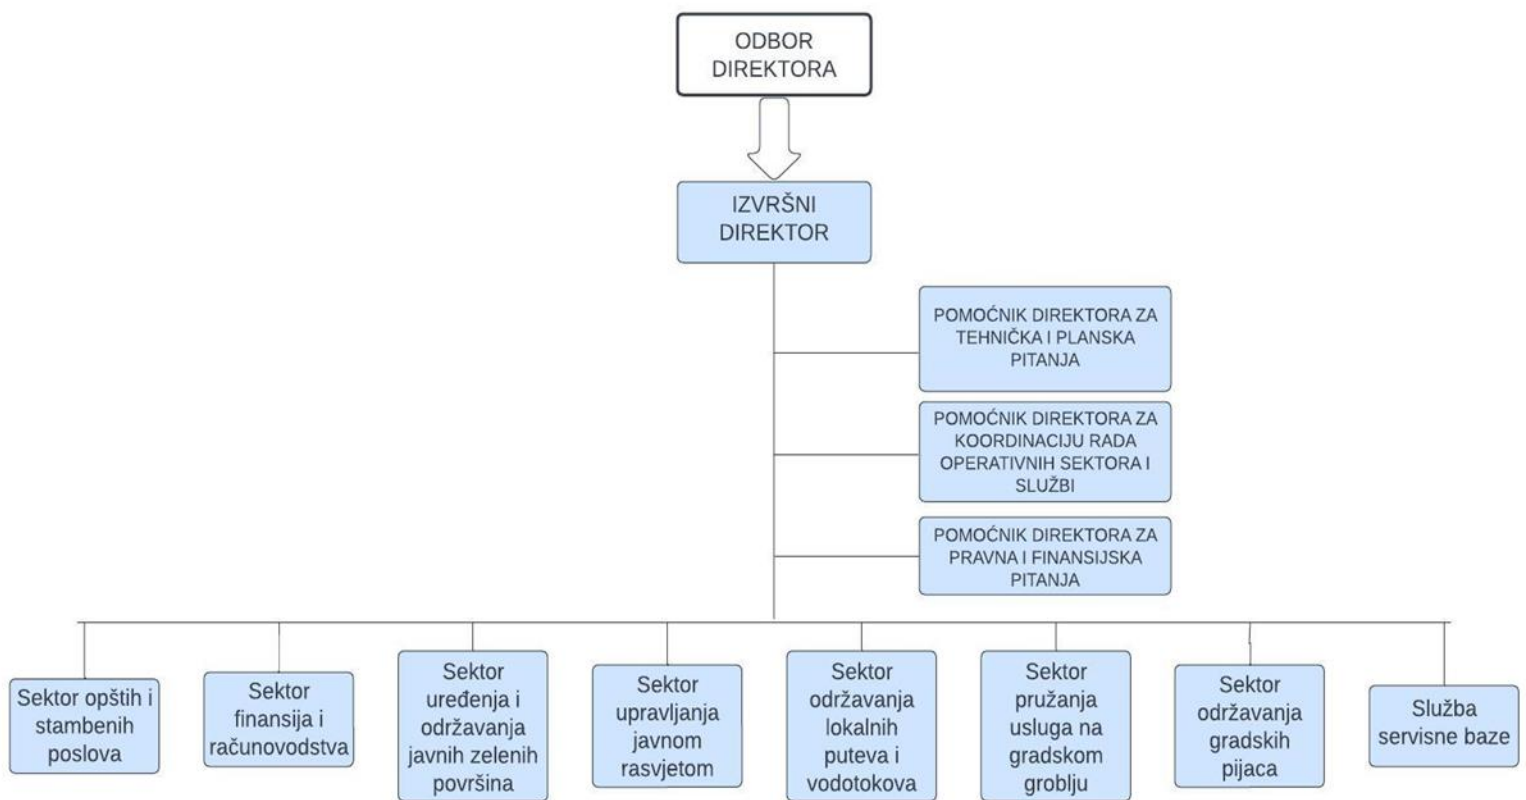 ODBOR
DIREKTORA
IZVRŠNI
DIREKTOR
POMOĆNIK DIREKTORA ZA
TEHNIČKA I PLANSKA
PITANJA
POMOĆNIK DIREKTORA ZA
KOORDINACIJU RADA
OPERATIVNIH SEKTORA I
SLUŽBI
POMOĆNIK DIREKTORA ZA
PRAVNA I FINANSIJSKA
PITANJA
Sektor opštih i
stambenih
poslova
Sektor
finansija i
računovodstva
Sektor
uređenja i
održavanja
javnih zelenih
površina
Sektor
upravljanja
javnom
rasvjetom
Sektor
održavanja
lokalnih
puteva i
vodotokova
Sektor
pružanja
usluga na
gradskom
groblju
Sektor
održavanja
gradskih
pijaca
Služba
servisne baze